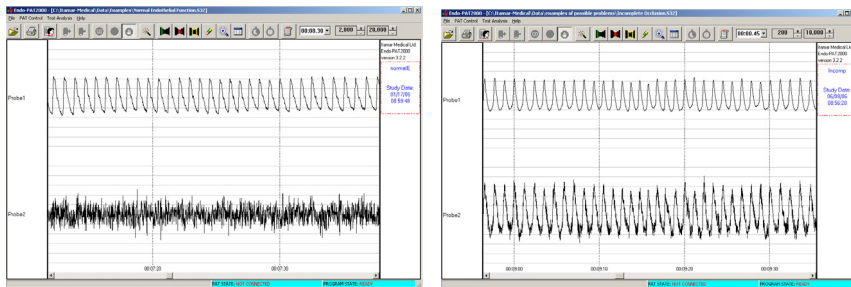 Endo-PAT2000 - [C:\Itamar-Medical\Data\Examples\Normal Endothelial Function.S32]
File PAT Control Test Analysis Help
00:00.30 2,000 20,000
Itamar Medical Ltd
Endo-PAT2000
version 3.2.2
normalE
Study Date:
01/17/06
08:59:48
Probe1
Probe2
00:07:20 00:07:30
PAT STATE: NOT CONNECTED PROGRAM STATE: READY
Endo-PAT2000 - [C:\Itamar-Medical\Data\examples of possible problems\Incomplete Occlusion.S32]
File PAT Control Test Analysis Help
00:00.45 200 10,000
Itamar Medical Ltd
Endo-PAT2000
version 3.2.2
Incomp
Study Date:
06/09/06
08:56:20
Probe1
Probe2
00:09:00 00:09:10 00:09:20 00:09:30
PAT STATE: NOT CONNECTED PROGRAM STATE: READY